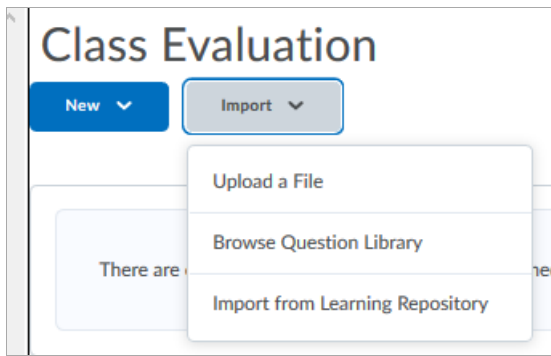 Class Evaluation
New
Import
Upload a File
Browse Question Library
There are
Import from Learning Repository